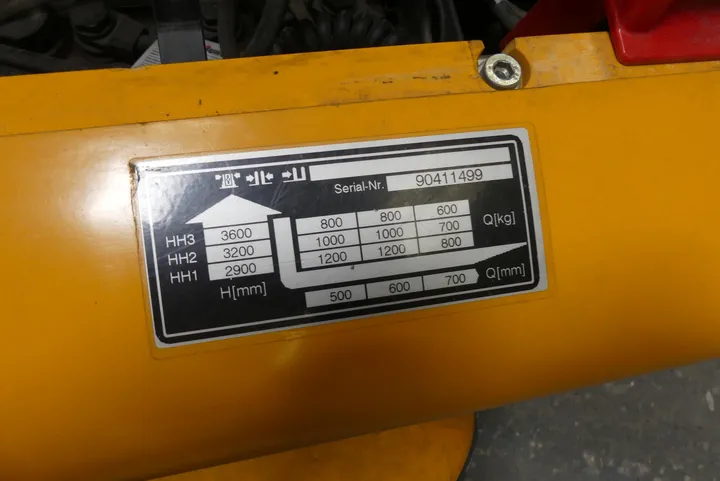 Serial-Nr. 90411499
HH3 3600 800 800 600 Q[kg]
HH2 3200 1000 1000 700
HH1 2900 1200 1200 800
H[mm] 500 600 700 Q[mm]